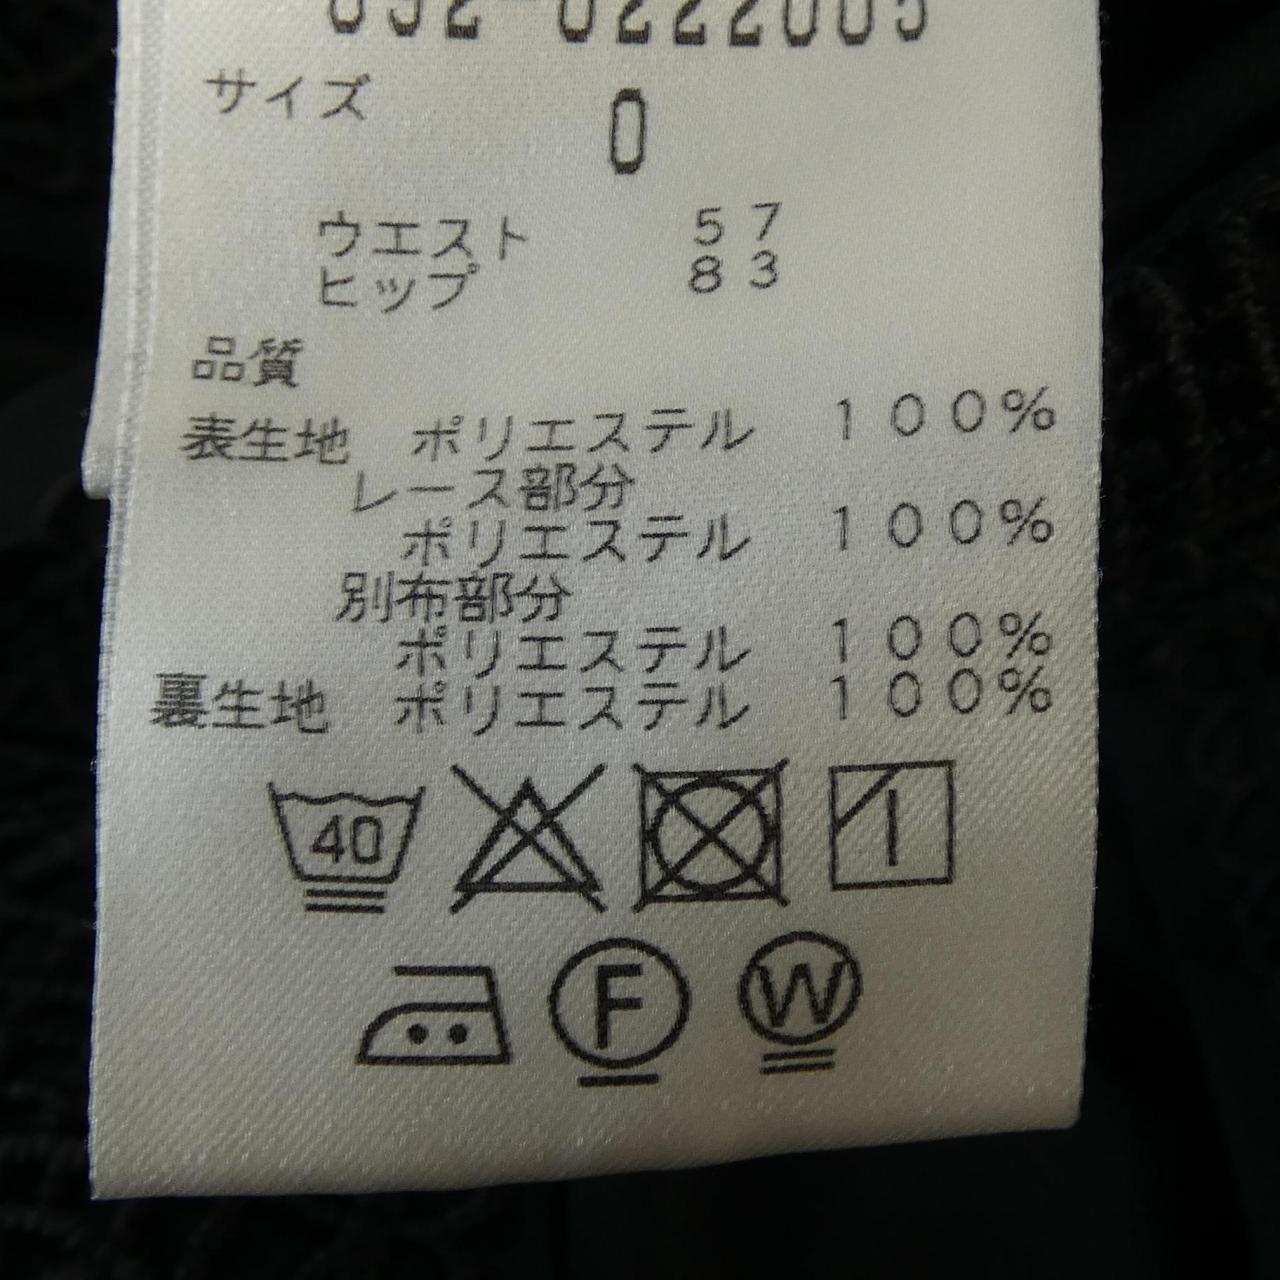 052-0222005
サイズ 0
ウエスト 57
ヒップ 83
品質
表生地 ポリエステル 100%
レース部分
ポリエステル 100%
別布部分
ポリエステル 100%
裏生地 ポリエステル 100%
40
F
W